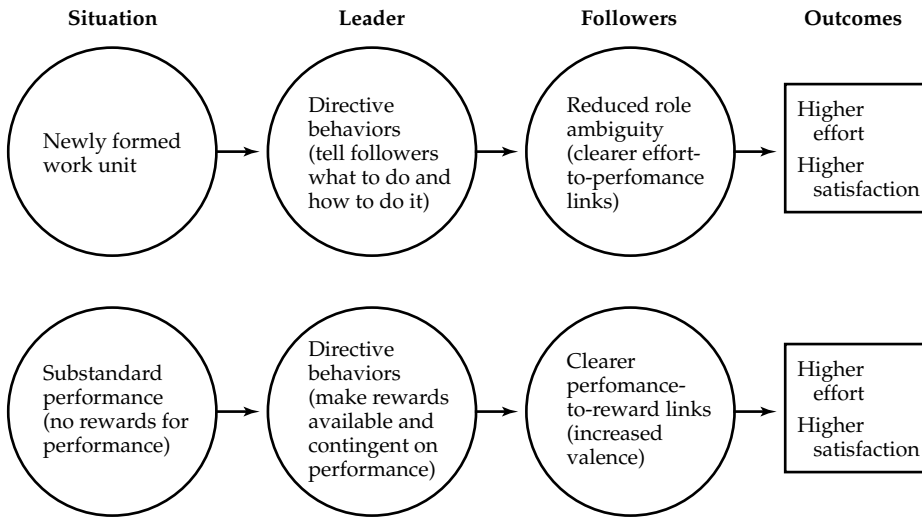 Situation
Leader
Followers
Outcomes
Newly formed
work unit
Directive
behaviors
(tell followers
what to do and
how to do it)
Reduced role
ambiguity
(clearer effort-
to-perfomance
links)
Higher
effort
Higher
satisfaction
Substandard
performance
(no rewards for
performance)
Directive
behaviors
(make rewards
available and
contingent on
performance)
Clearer
perfomance-
to-reward links
(increased
valence)
Higher
effort
Higher
satisfaction